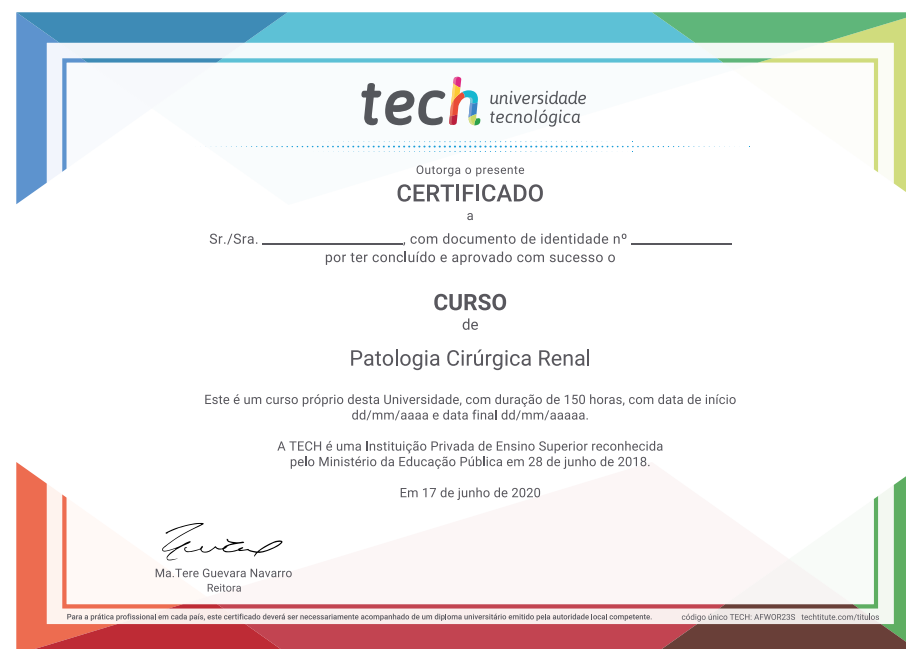 tech universidade
tecnológica
Outorga o presente
CERTIFICADO
a
Sr./Sra. ____________________, com documento de identidade nº ______________
por ter concluído e aprovado com sucesso o
CURSO
de
Patologia Cirúrgica Renal
Este é um curso próprio desta Universidade, com duração de 150 horas, com data de início
dd/mm/aaaa e data final dd/mm/aaaaa.
A TECH é uma Instituição Privada de Ensino Superior reconhecida
pelo Ministério da Educação Pública em 28 de junho de 2018.
Em 17 de junho de 2020
Ma.Tere Guevara Navarro
Reitora
Para a prática profissional em cada país, este certificado deverá ser necessariamente acompanhado de um diploma universitário emitido pela autoridade local competente. código único TECH: AFWOR23S techtitute.com/titulos